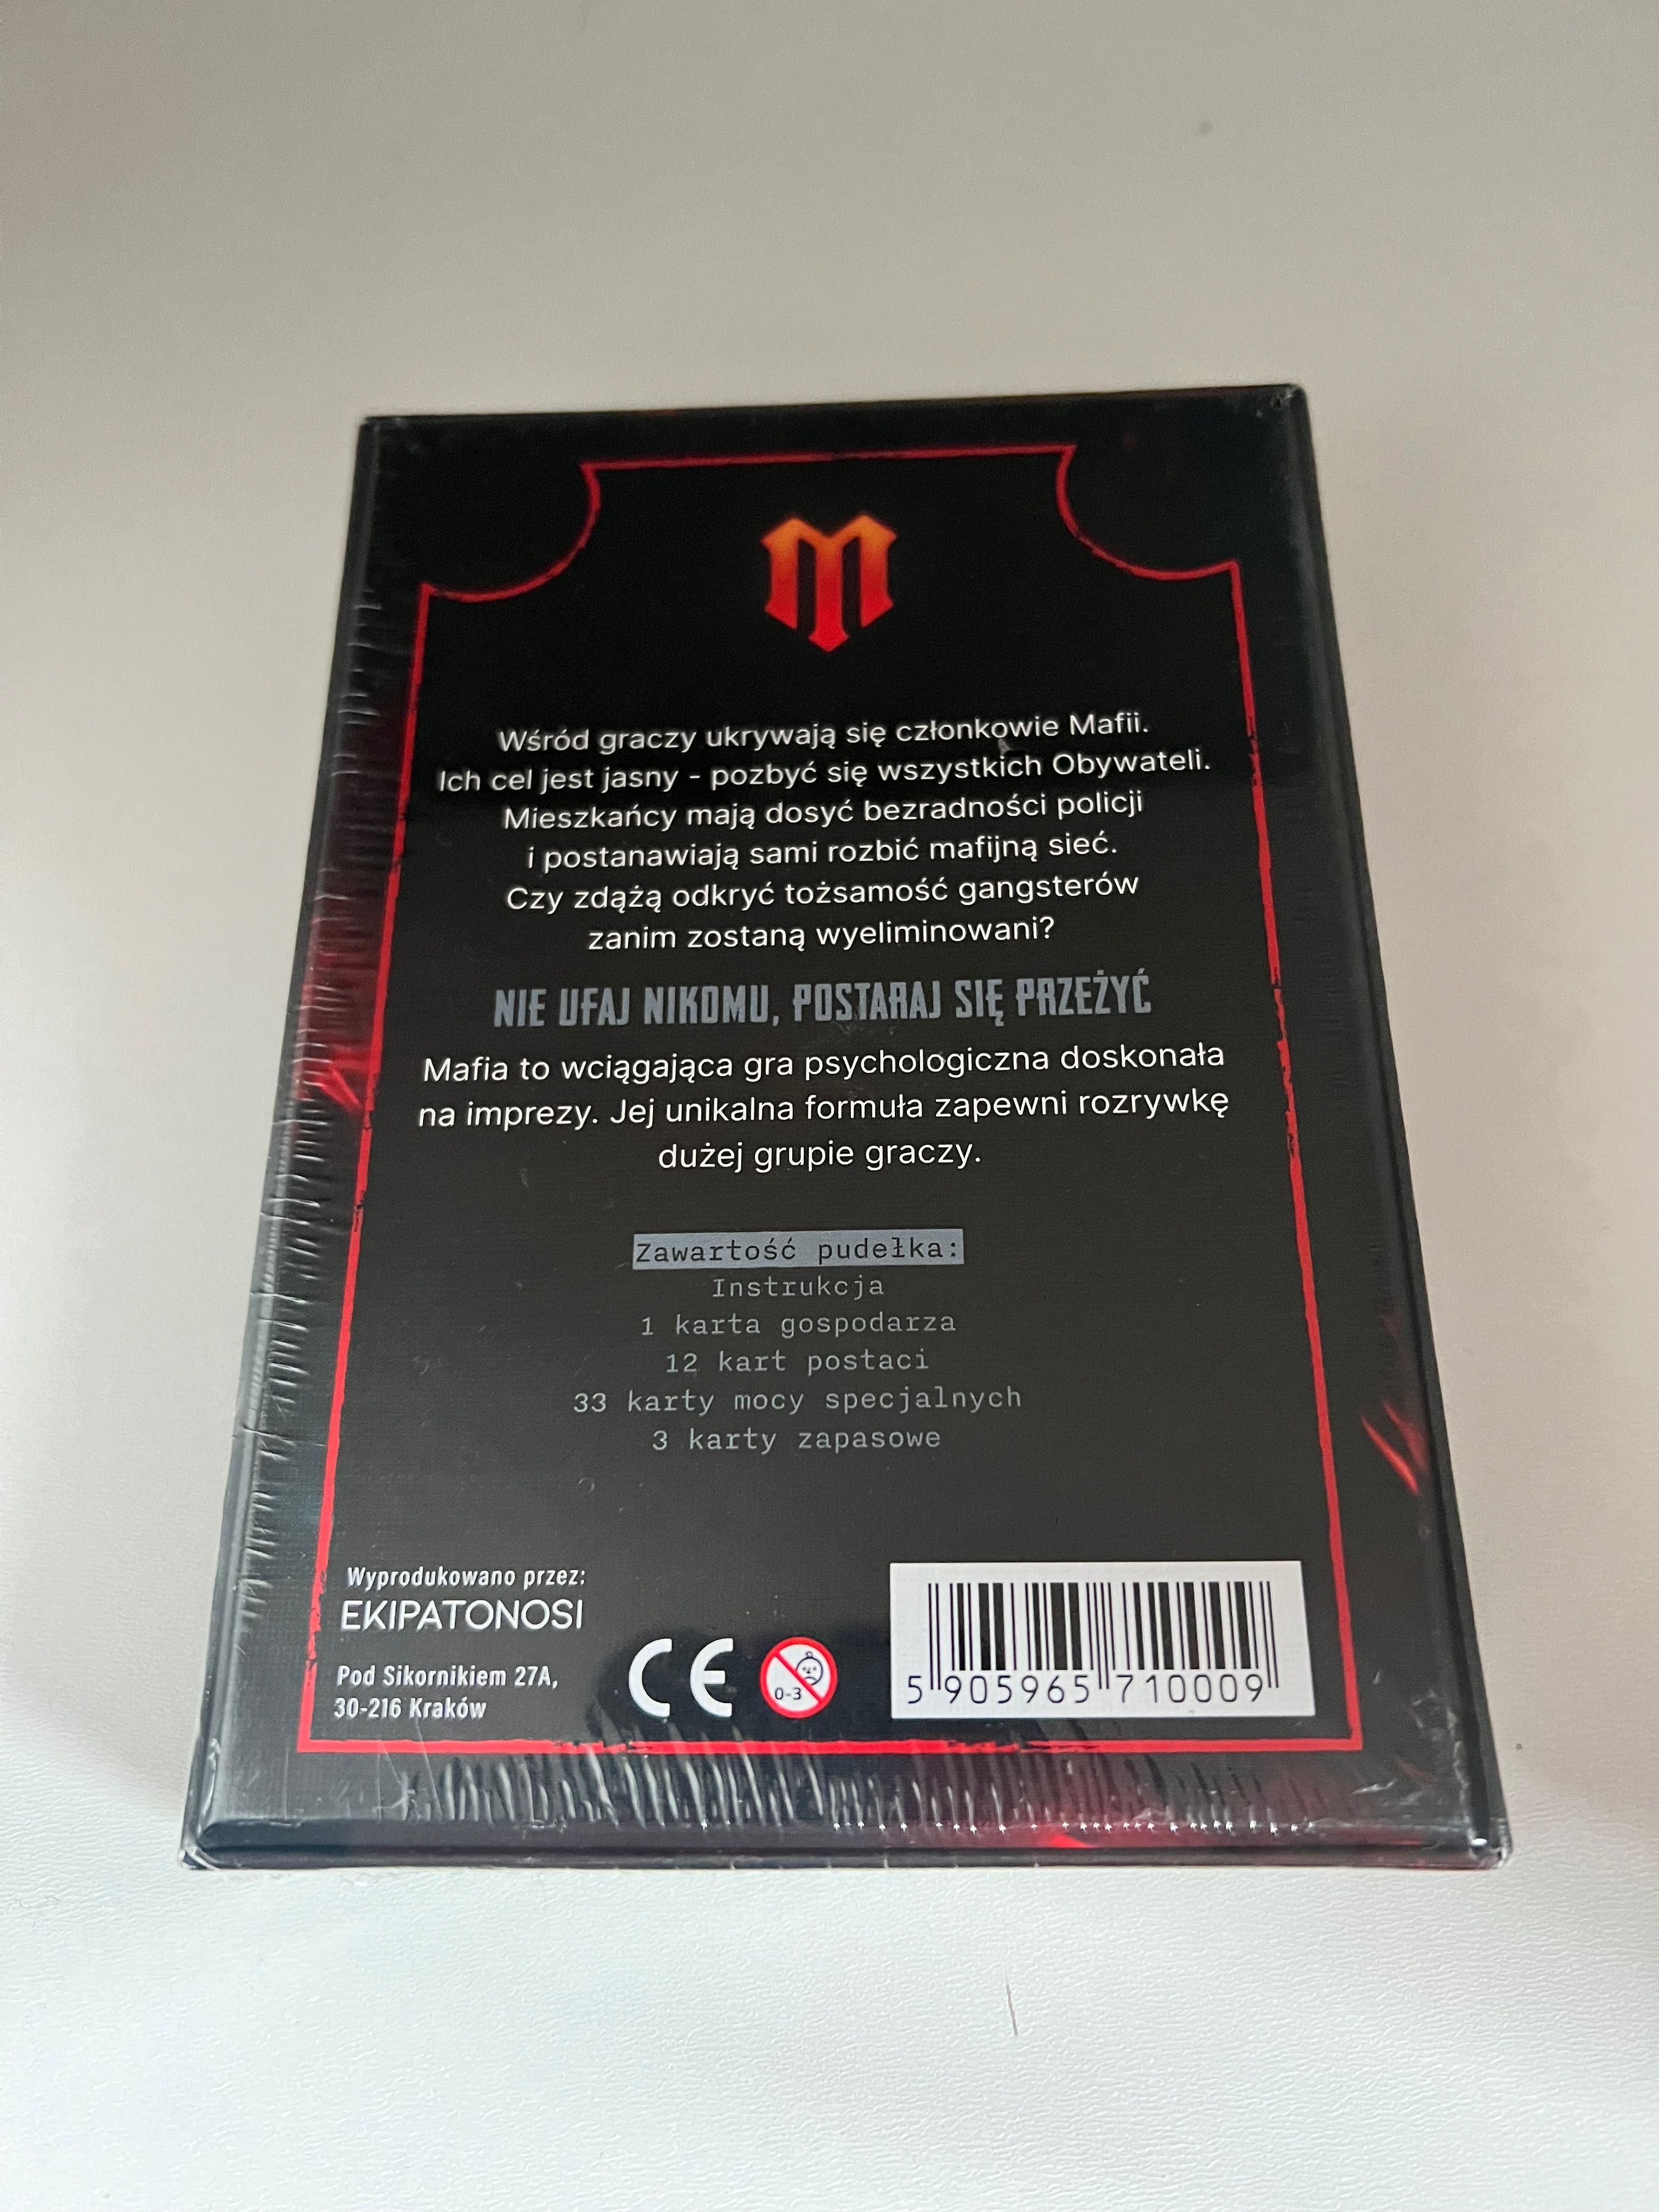 M
Wśród graczy ukrywają się członkowie Mafii.
Ich cel jest jasny - pozbyć się wszystkich Obywateli.
Mieszkańcy mają dosyć bezradności policji
i postanawiają sami rozbić mafijną sieć.
Czy zdążą odkryć tożsamość gangsterów
zanim zostaną wyeliminowani?
NIE UFAJ NIKOMU, POSTARAJ SIĘ PRZEŻYĆ
Mafia to wciągająca gra psychologiczna doskonała
na imprezy. Jej unikalna formuła zapewni rozrywkę
dużej grupie graczy.
Zawartość pudełka:
Instrukcja
1 karta gospodarza
12 kart postaci
33 karty mocy specjalnych
3 karty zapasowe
Wyprodukowano przez:
EKIPATONOSI
Pod Sikornikiem 27A,
30-216 Kraków
CE
0-3
5 905965 710009